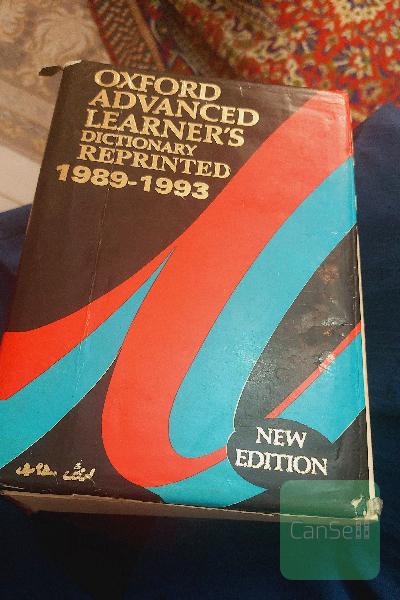 OXFORD
ADVANCED
LEARNER'S
DICTIONARY
REPRINTED
1989-1993
NEW
EDITION
CanSell